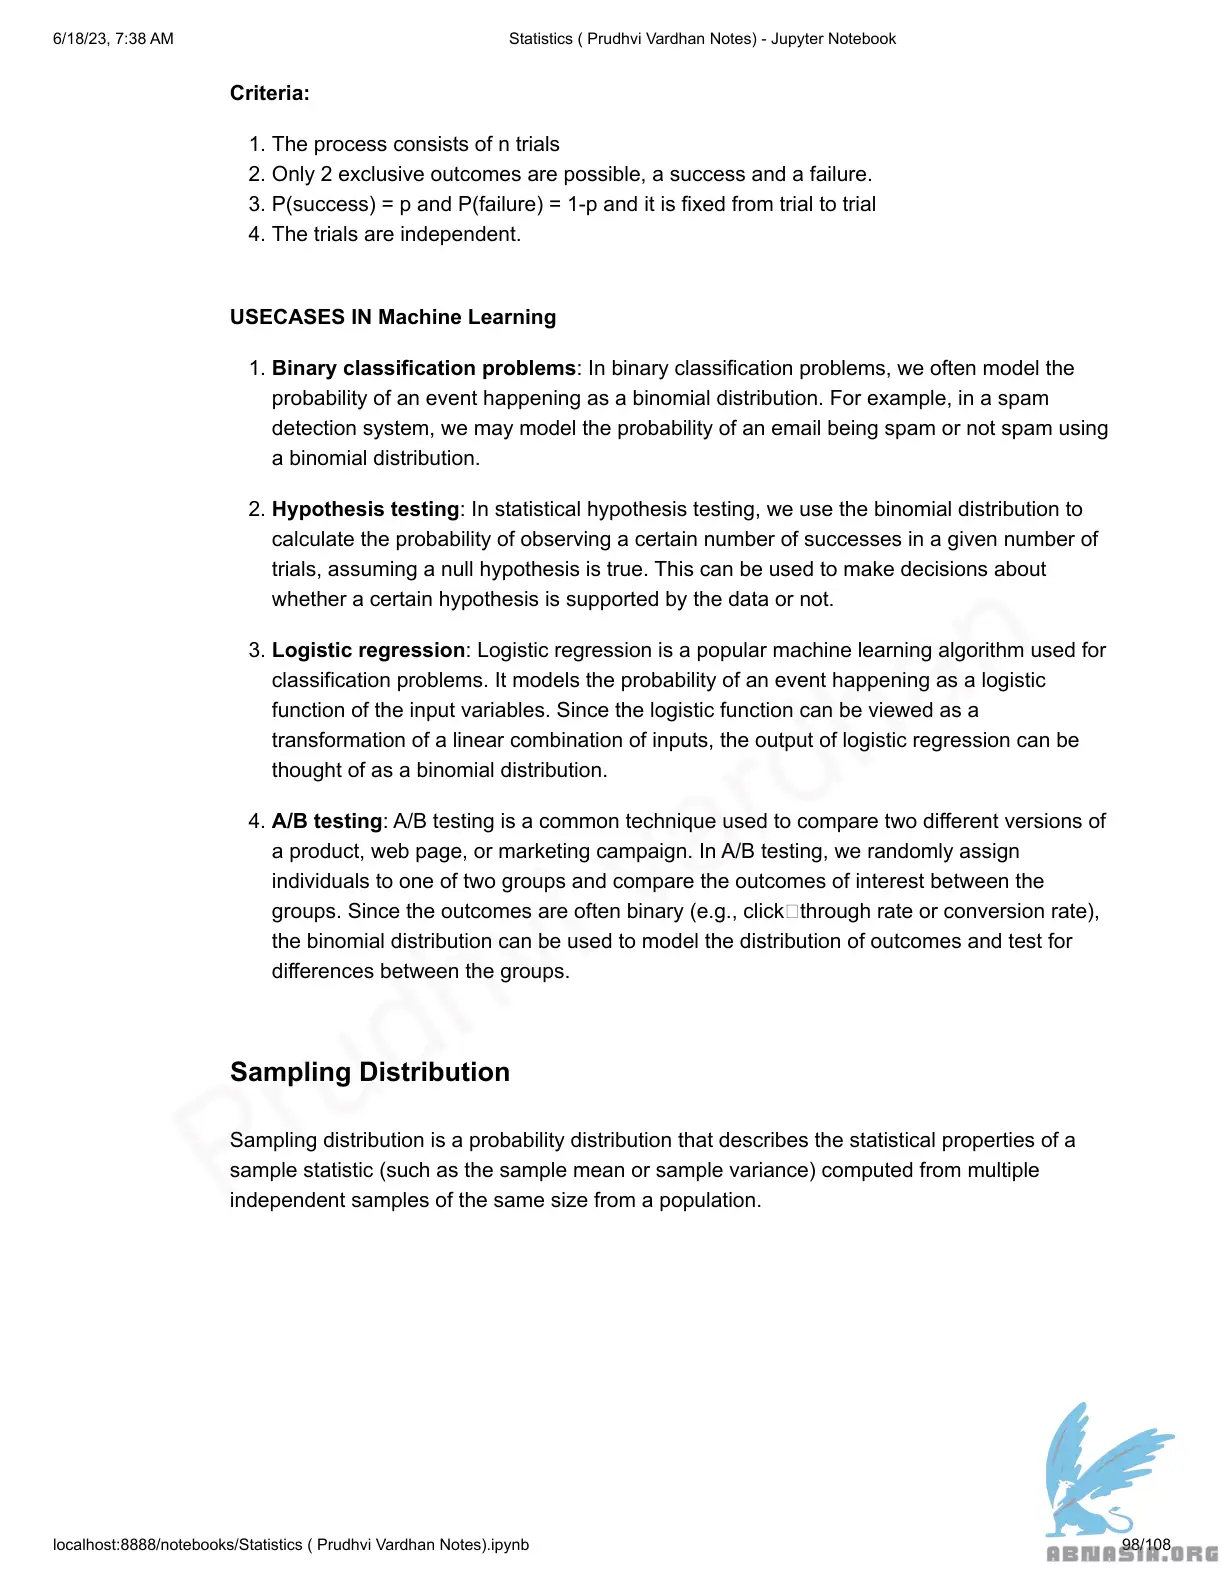 6/18/23, 7:38 AM Statistics ( Prudhvi Vardhan Notes) - Jupyter Notebook
Criteria:
1. The process consists of n trials
2. Only 2 exclusive outcomes are possible, a success and a failure.
3. P(success) = p and P(failure) = 1-p and it is fixed from trial to trial
4. The trials are independent.
USECASES IN Machine Learning
1. Binary classification problems: In binary classification problems, we often model the
probability of an event happening as a binomial distribution. For example, in a spam
detection system, we may model the probability of an email being spam or not spam using
a binomial distribution.
2. Hypothesis testing: In statistical hypothesis testing, we use the binomial distribution to
calculate the probability of observing a certain number of successes in a given number of
trials, assuming a null hypothesis is true. This can be used to make decisions about
whether a certain hypothesis is supported by the data or not.
3. Logistic regression: Logistic regression is a popular machine learning algorithm used for
classification problems. It models the probability of an event happening as a logistic
function of the input variables. Since the logistic function can be viewed as a
transformation of a linear combination of inputs, the output of logistic regression can be
thought of as a binomial distribution.
4. A/B testing: A/B testing is a common technique used to compare two different versions of
a product, web page, or marketing campaign. In A/B testing, we randomly assign
individuals to one of two groups and compare the outcomes of interest between the
groups. Since the outcomes are often binary (e.g., click□through rate or conversion rate),
the binomial distribution can be used to model the distribution of outcomes and test for
differences between the groups.
Prudhvi Vardhan
Sampling Distribution
Sampling distribution is a probability distribution that describes the statistical properties of a
sample statistic (such as the sample mean or sample variance) computed from multiple
independent samples of the same size from a population.
localhost:8888/notebooks/Statistics ( Prudhvi Vardhan Notes).ipynb 98/108
ABNASIA.ORG